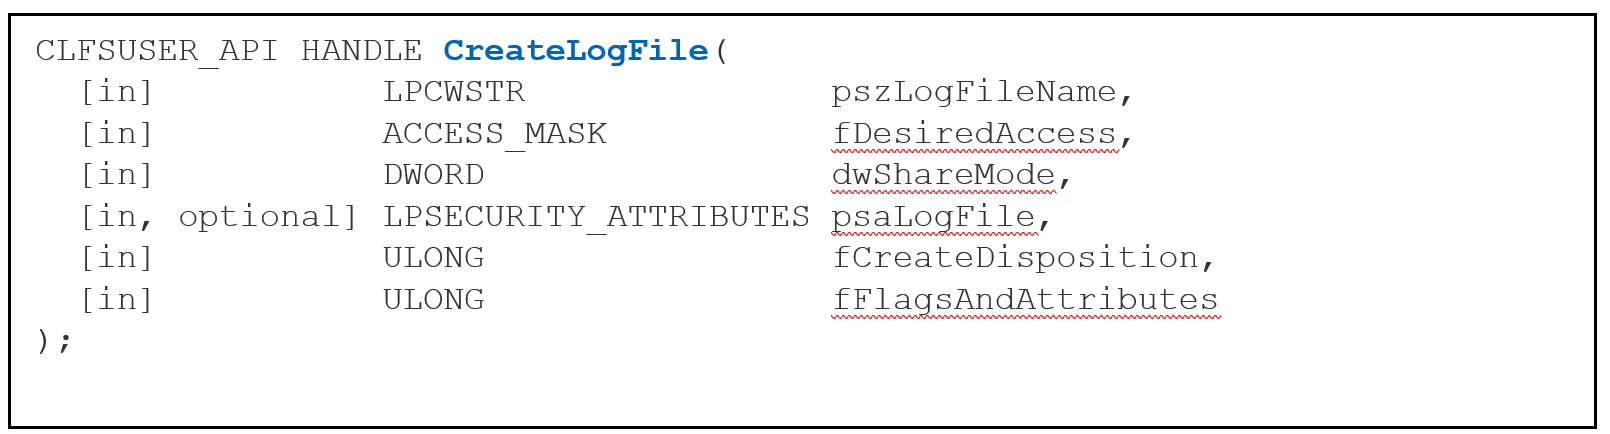 CLFSUSER_API HANDLE CreateLogFile(
  [in]           LPCWSTR               pszLogFileName,
  [in]           ACCESS_MASK           fDesiredAccess,
  [in]           DWORD                 dwShareMode,
  [in, optional] LPSECURITY_ATTRIBUTES psaLogFile,
  [in]           ULONG                 fCreateDisposition,
  [in]           ULONG                 fFlagsAndAttributes
);